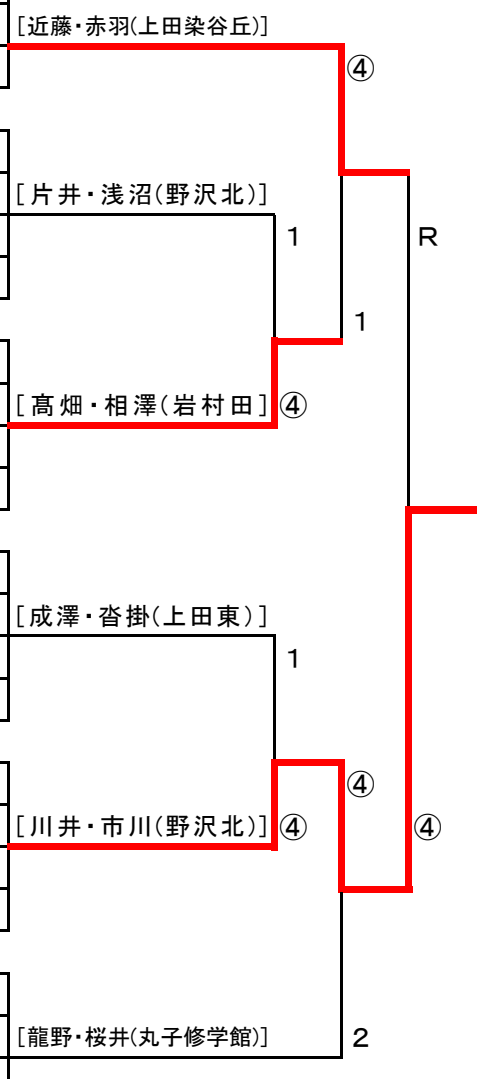 [近藤・赤羽(上田染谷丘)]
④
[片井・浅沼(野沢北)]
1
R
1
[髙畑・相澤(岩村田]
④
[成澤・沓掛(上田東)]
1
④
[川井・市川(野沢北)]
④
④
[龍野・桜井(丸子修学館)]
2